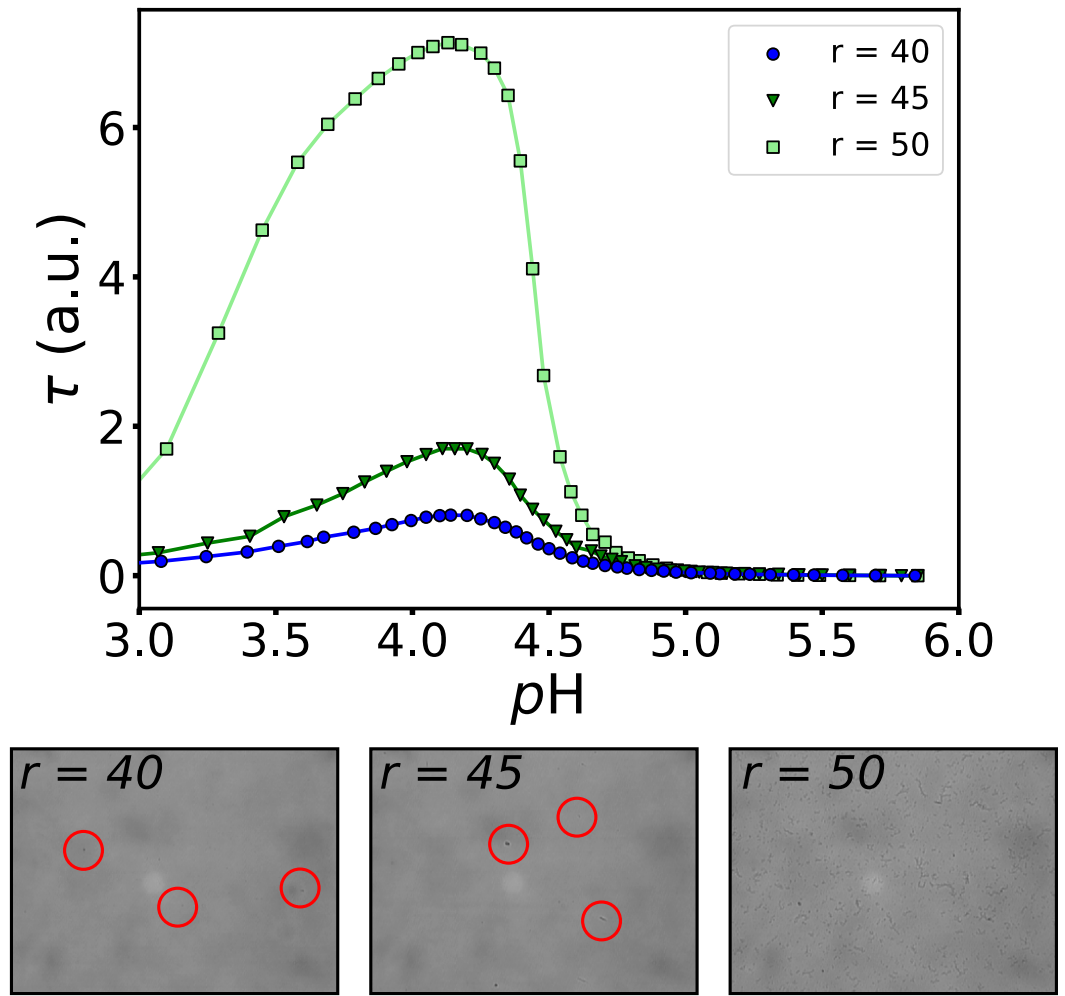 r = 40
r = 45
r = 50
6
4
2
0
τ (a.u.)
3.0 3.5 4.0 4.5 5.0 5.5 6.0
pH
r = 40 r = 45 r = 50